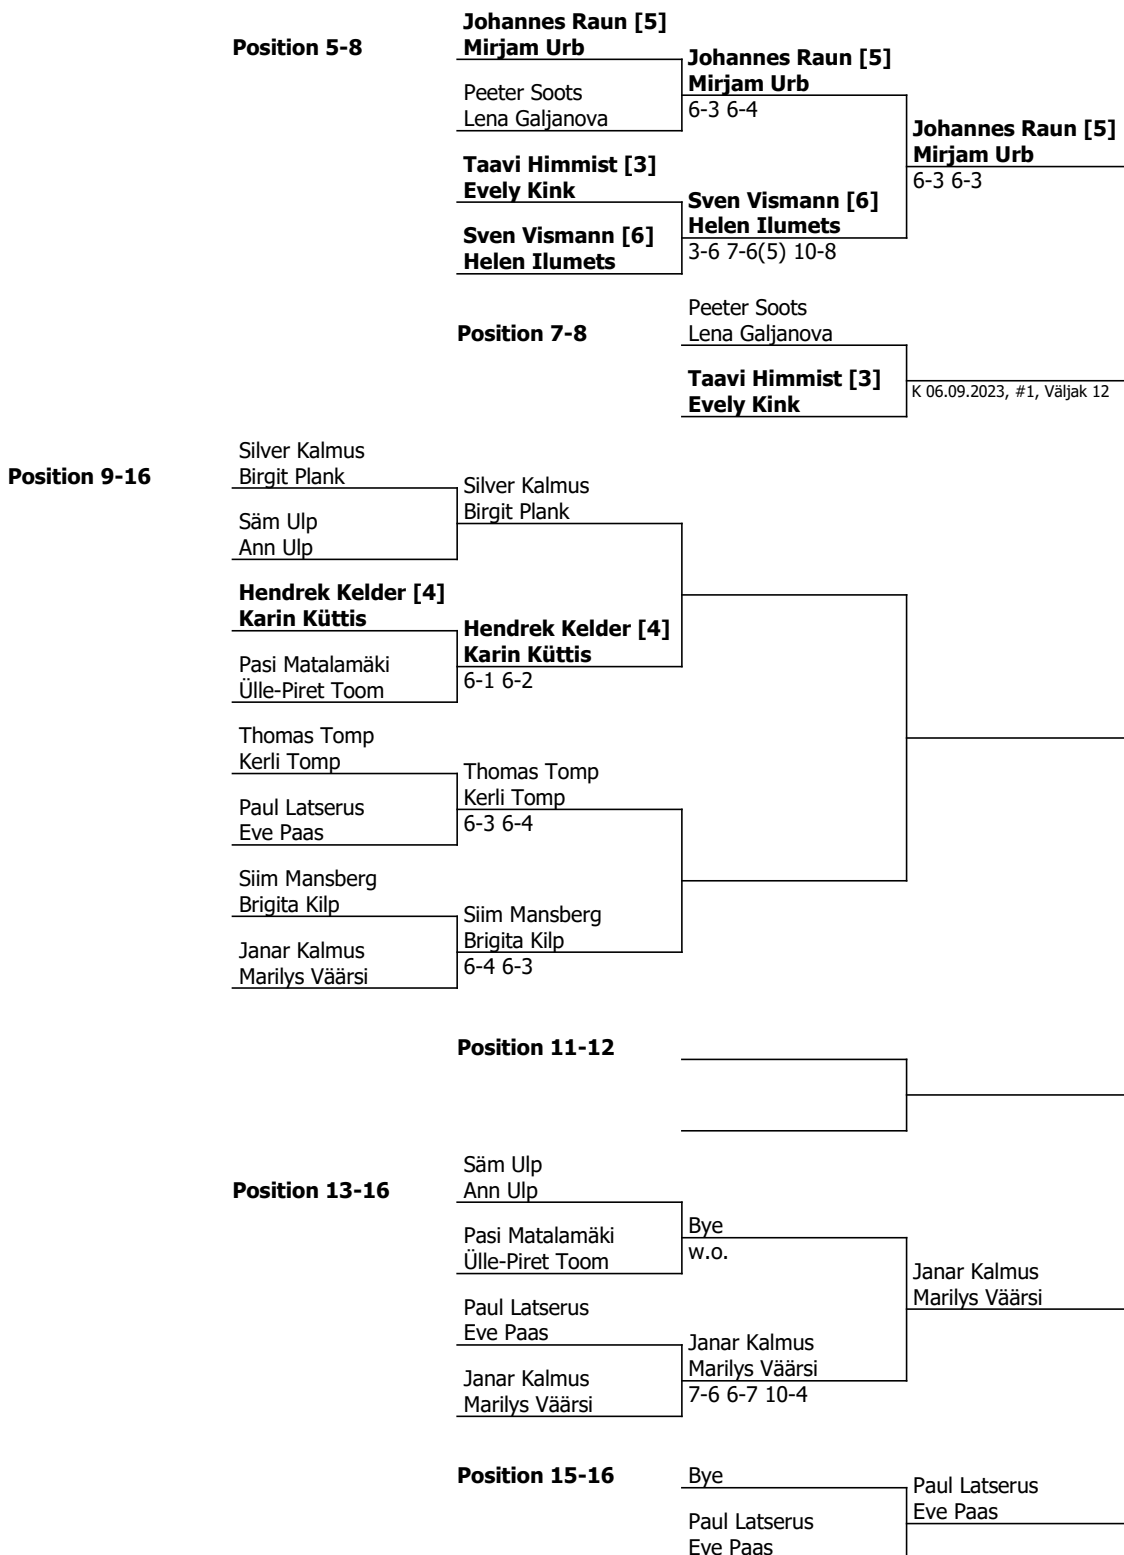 Position 5-8
Johannes Raun [5]
Mirjam Urb
Peeter Soots
Lena Galjanova
Taavi Himmist [3]
Evely Kink
Sven Vismann [6]
Helen Ilumets
Johannes Raun [5]
Mirjam Urb
6-3 6-4
Sven Vismann [6]
Helen Ilumets
3-6 7-6(5) 10-8
Johannes Raun [5]
Mirjam Urb
6-3 6-3
Position 7-8
Peeter Soots
Lena Galjanova
Taavi Himmist [3]
Evely Kink
K 06.09.2023, #1, Väljak 12
Position 9-16
Silver Kalmus
Birgit Plank
Säm Ulp
Ann Ulp
Hendrek Kelder [4]
Karin Küttis
Pasi Matalamäki
Ülle-Piret Toom
Thomas Tomp
Kerli Tomp
Paul Latserus
Eve Paas
Siim Mansberg
Brigita Kilp
Janar Kalmus
Marilys Väärsi
Silver Kalmus
Birgit Plank
Hendrek Kelder [4]
Karin Küttis
6-1 6-2
Thomas Tomp
Kerli Tomp
6-3 6-4
Siim Mansberg
Brigita Kilp
6-4 6-3
Position 11-12
Position 13-16
Säm Ulp
Ann Ulp
Pasi Matalamäki
Ülle-Piret Toom
Paul Latserus
Eve Paas
Janar Kalmus
Marilys Väärsi
Bye
w.o.
Janar Kalmus
Marilys Väärsi
7-6 6-7 10-4
Janar Kalmus
Marilys Väärsi
Position 15-16
Bye
Paul Latserus
Eve Paas
Paul Latserus
Eve Paas